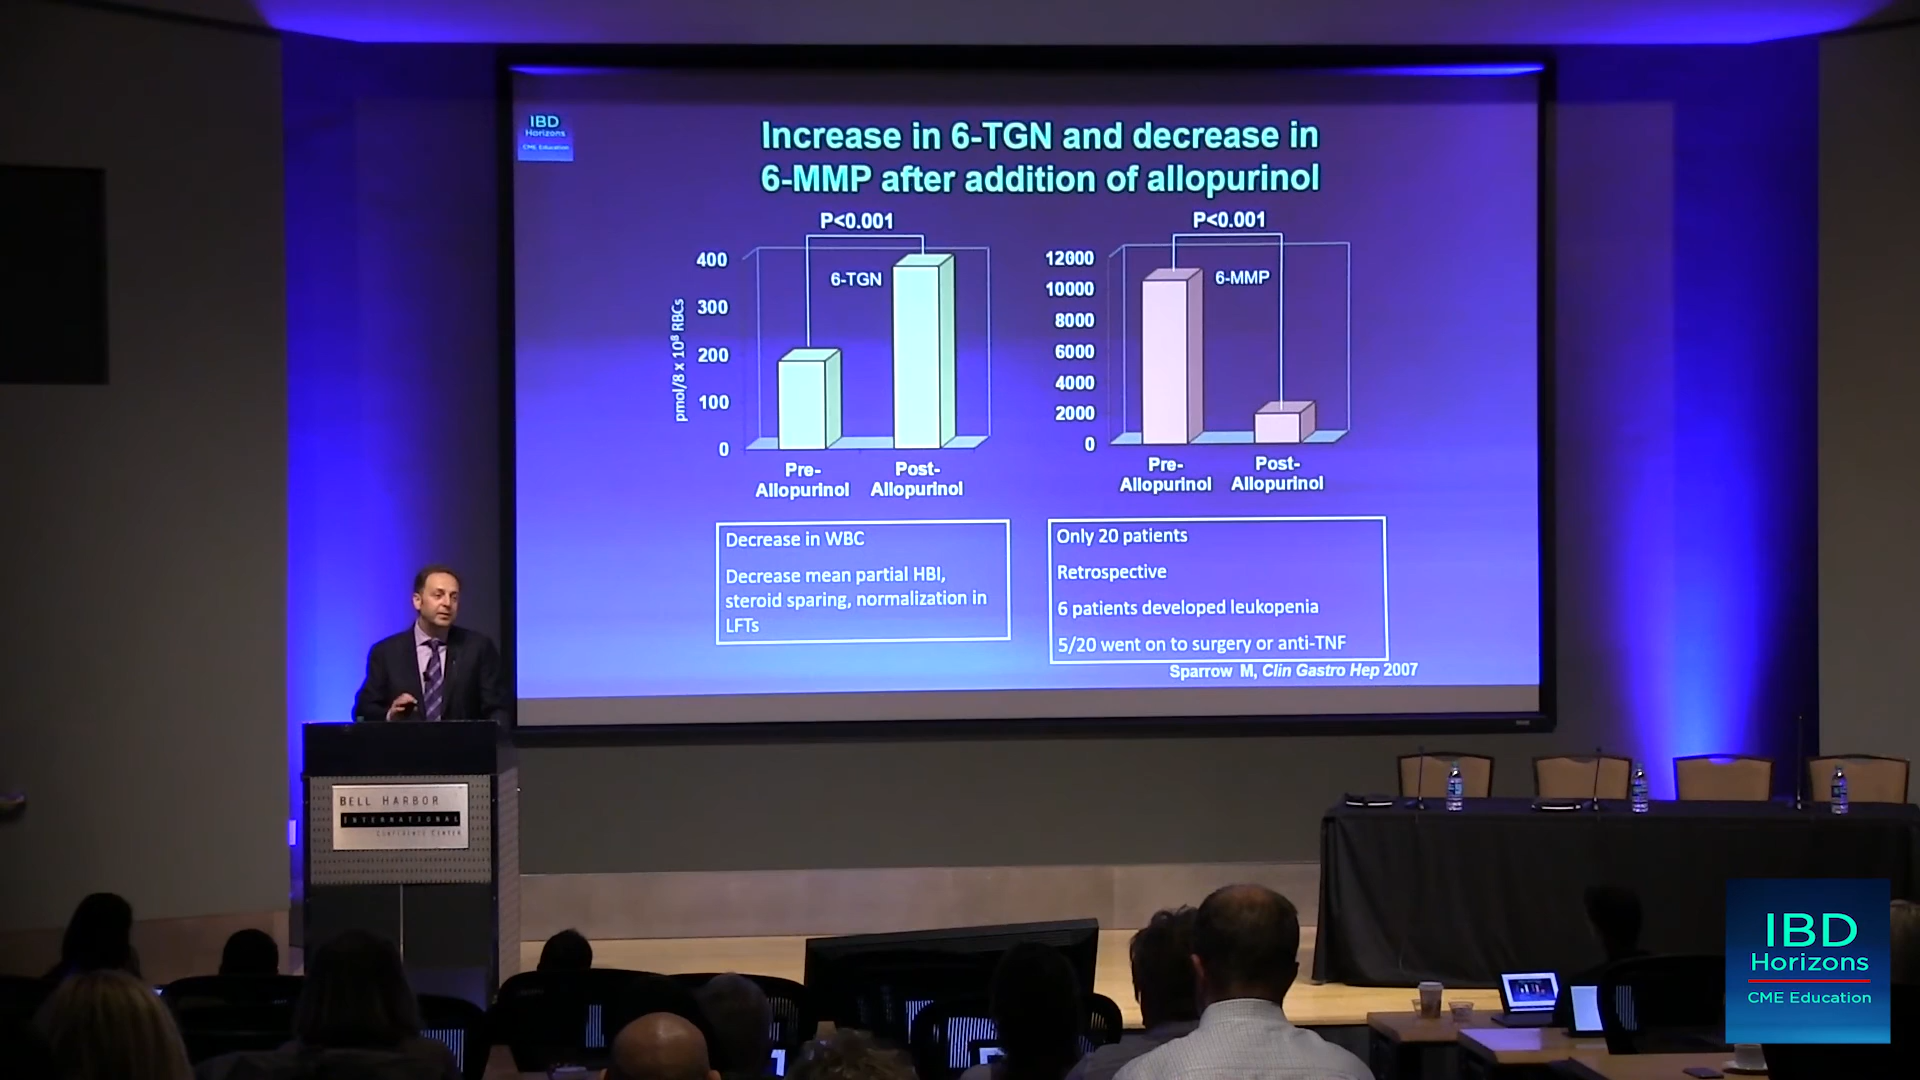 IBD
Horizons
CME Education
Increase in 6-TGN and decrease in
6-MMP after addition of allopurinol
P<0.001
400
300
200
100
0
pmol/8 x 10⁸ RBCs
6-TGN
Pre-
Allopurinol
Post-
Allopurinol
P<0.001
12000
10000
8000
6000
4000
2000
0
6-MMP
Pre-
Allopurinol
Post-
Allopurinol
Decrease in WBC
Decrease mean partial HBI,
steroid sparing, normalization in
LFTs
Only 20 patients
Retrospective
6 patients developed leukopenia
5/20 went on to surgery or anti-TNF
Sparrow M, Clin Gastro Hep 2007
BELL HARBOR
INTERNATIONAL
CONFERENCE CENTER
IBD
Horizons
CME Education